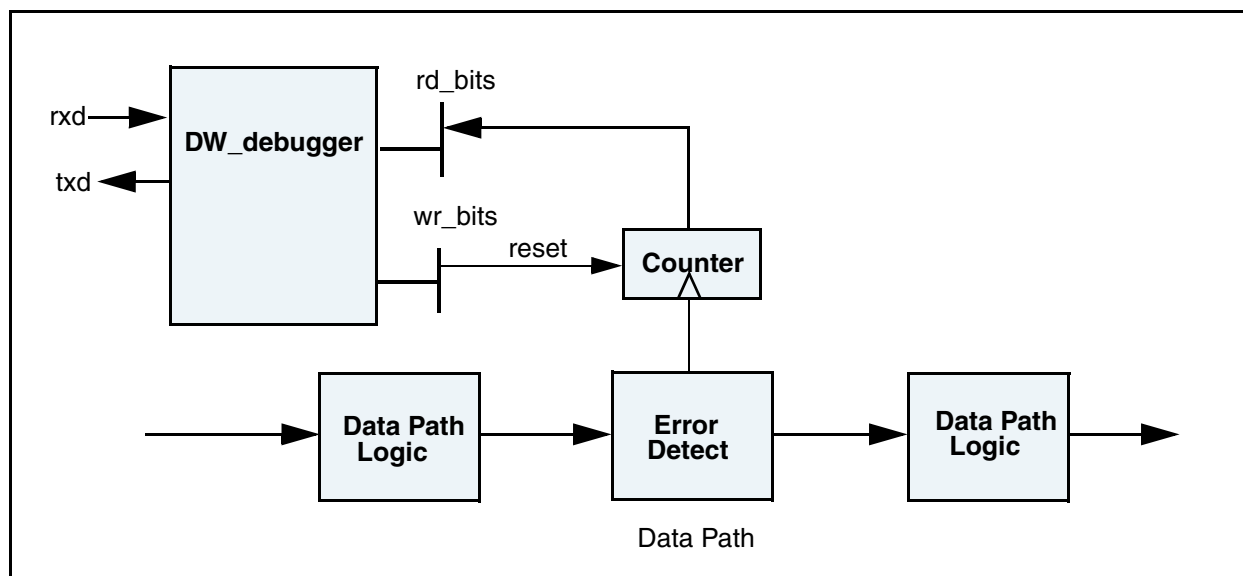 rd_bits
rxd
DW_debugger
txd
wr_bits
reset
Counter
Data Path
Logic
Error
Detect
Data Path
Logic
Data Path